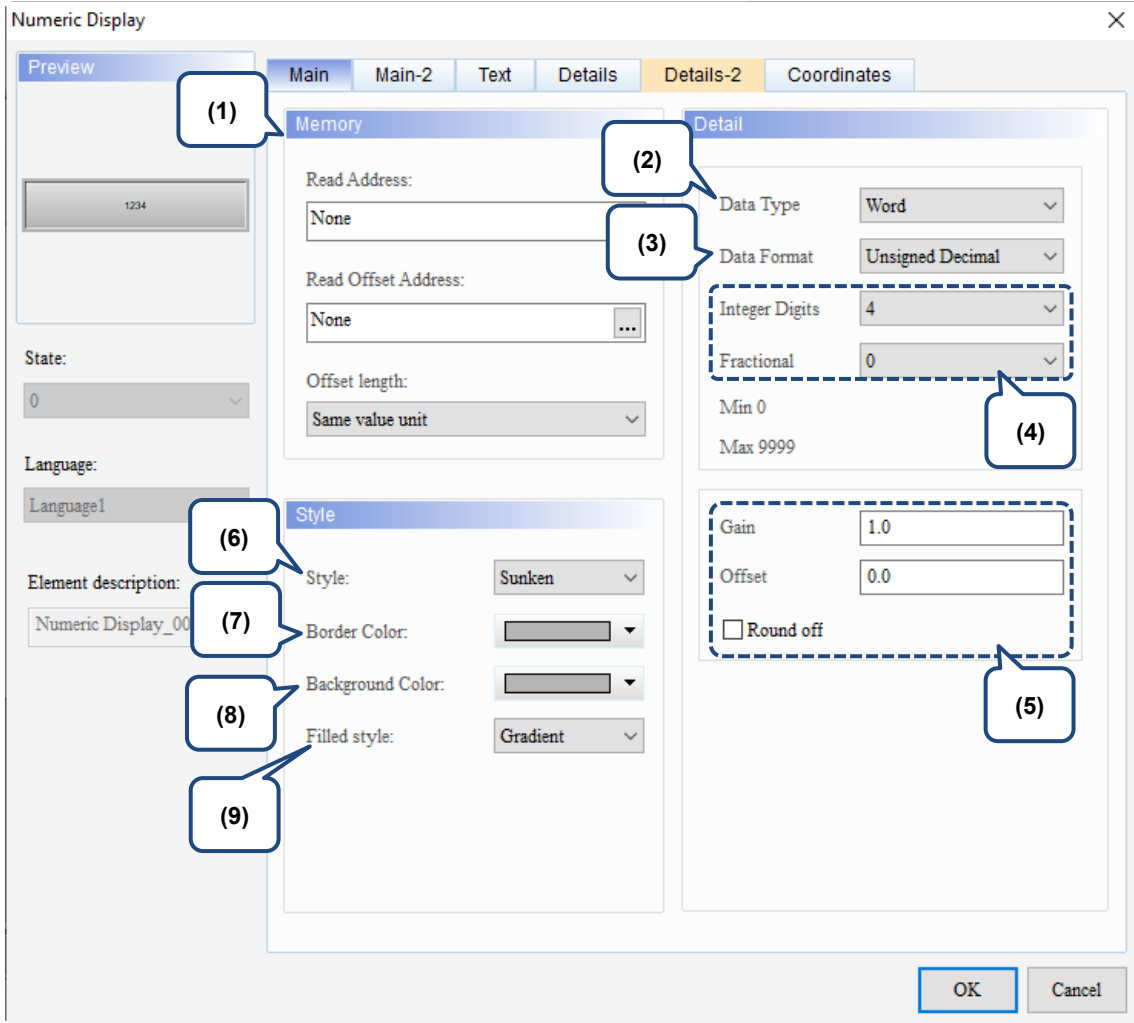 Numeric Display
Preview
1234
State:
0
Language:
Language1
Element description:
Numeric Display_00
Main Main-2 Text Details Details-2 Coordinates
(1)
Memory
Read Address:
None
Read Offset Address:
None
...
Offset length:
Same value unit
Style
(6)
Style: Sunken
(7)
Border Color:
(8)
Background Color:
Filled style: Gradient
(9)
Detail
(2)
Data Type Word
(3)
Data Format Unsigned Decimal
Integer Digits 4
Fractional 0
(4)
Min 0
Max 9999
Gain 1.0
Offset 0.0
Round off
(5)
OK Cancel